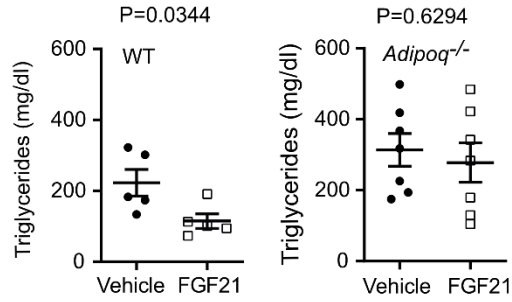 P=0.0344
WT
Triglycerides (mg/dl)
600
400
200
0
Vehicle FGF21
P=0.6294
Adipoq-/-
Triglycerides (mg/dl)
600
400
200
0
Vehicle FGF21